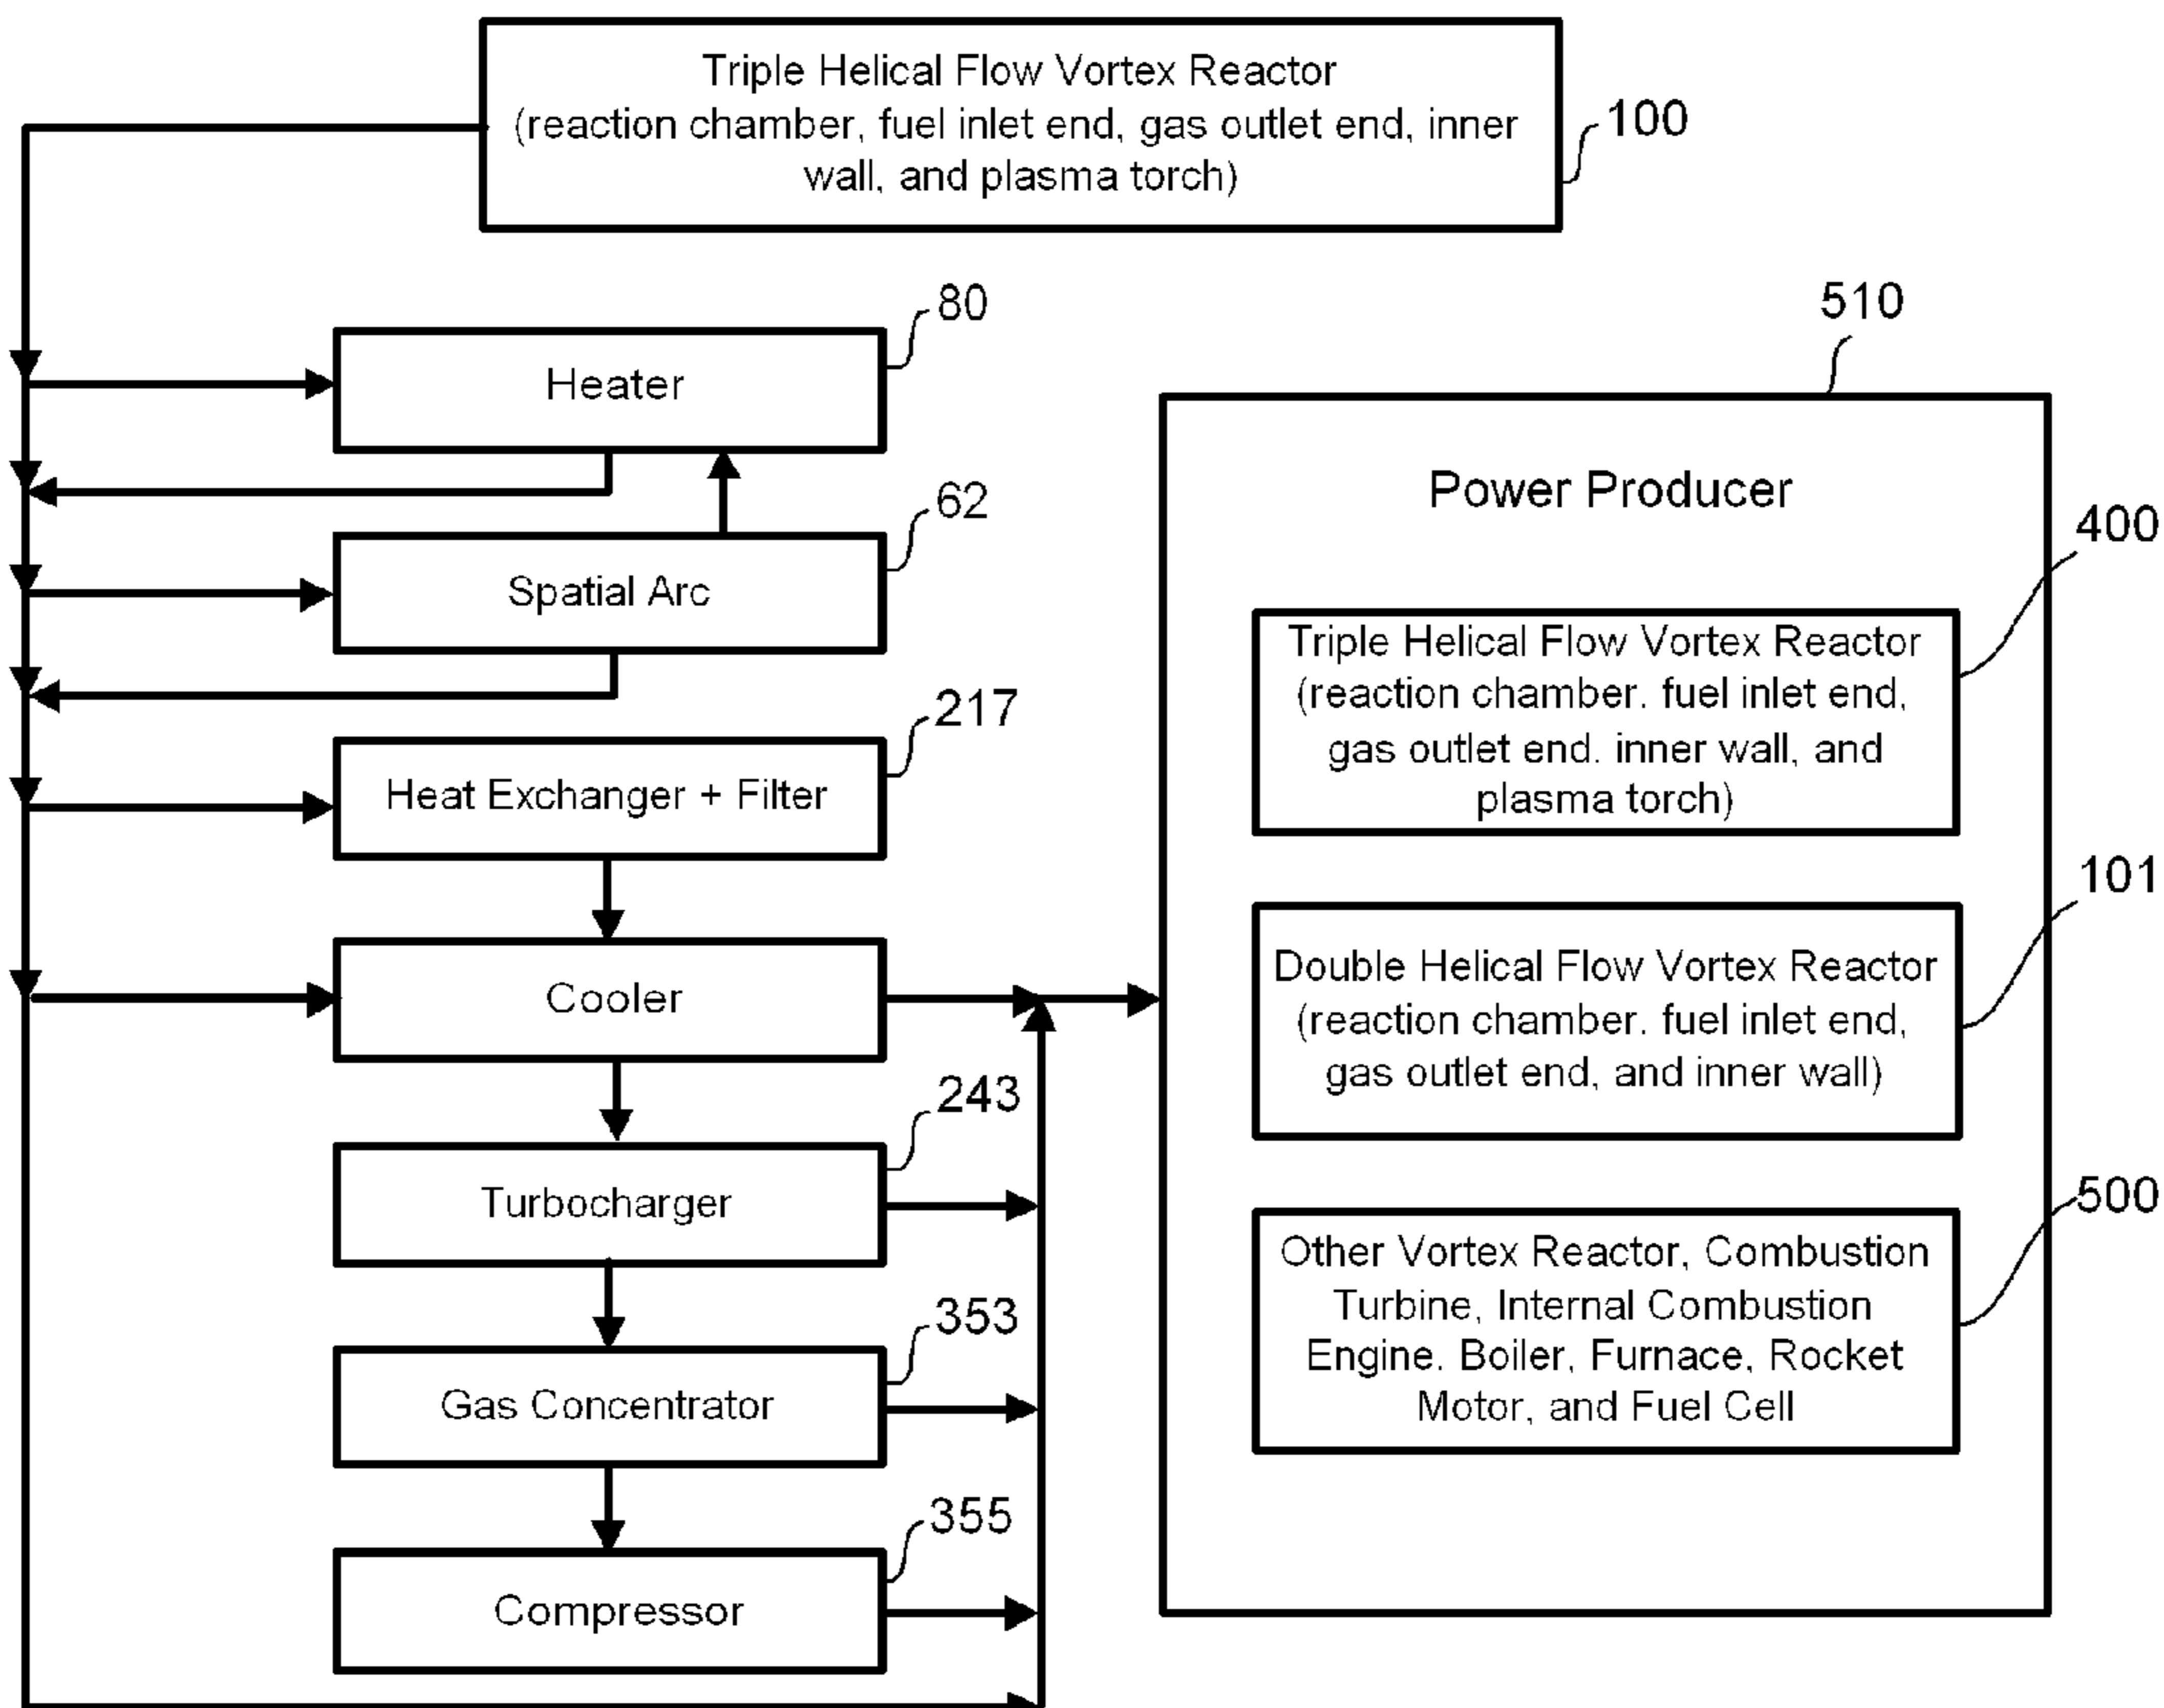 Triple Helical Flow Vortex Reactor
(reaction chamber, fuel inlet end, gas outlet end, inner
wall, and plasma torch)
100
80
Heater
62
Spatial Arc
217
Heat Exchanger + Filter
Cooler
243
Turbocharger
353
Gas Concentrator
355
Compressor
510
Power Producer
400
Triple Helical Flow Vortex Reactor
(reaction chamber. fuel inlet end,
gas outlet end. inner wall, and
plasma torch)
101
Double Helical Flow Vortex Reactor
(reaction chamber. fuel inlet end,
gas outlet end, and inner wall)
500
Other Vortex Reactor, Combustion
Turbine, Internal Combustion
Engine. Boiler, Furnace, Rocket
Motor, and Fuel Cell